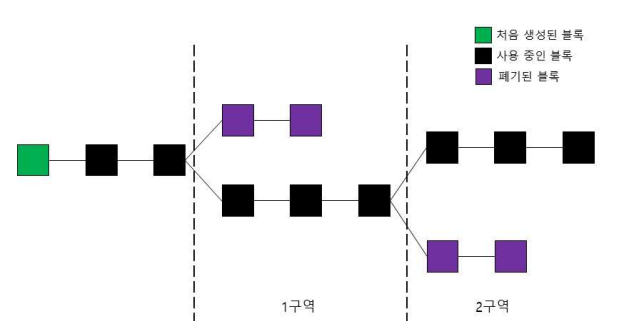 처음 생성된 블록
사용 중인 블록
폐기된 블록
1구역
2구역